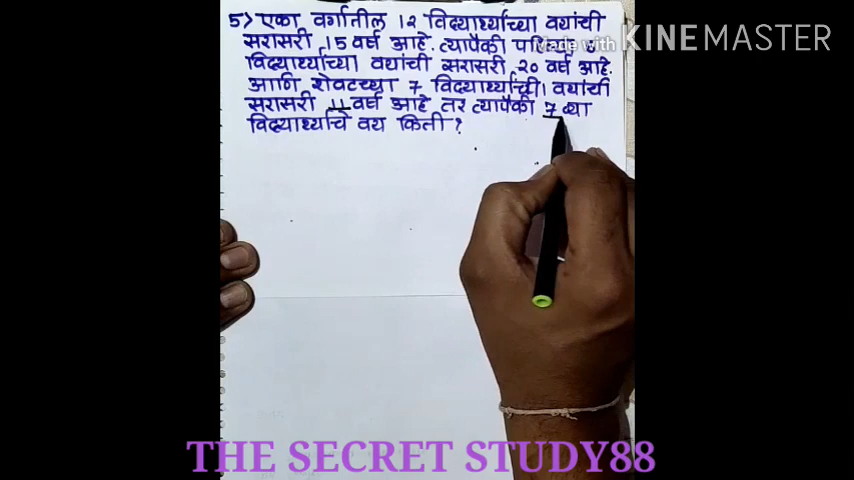 5) एका वर्गातील 12 विद्यार्थ्यांच्या वयांची
सरासरी 15 वर्ष आहे. त्यापैकी
Made with KINEMASTER
विद्यार्थ्यांच्या वयांची सरासरी 20 वर्ष आहे.
आणि शेवटच्या 7 विद्यार्थ्यांची वयांची
सरासरी 11 वर्ष आहे तर त्यापैकी 7 व्या
विद्यार्थ्याचे वय किती ?
THE SECRET STUDY88